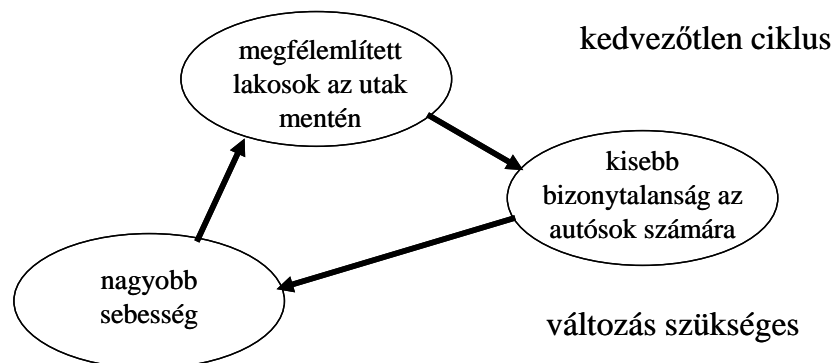 megfélemlített
lakosok az utak
mentén
kedvezőtlen ciklus
kisebb
bizonytalanság az
autósok számára
nagyobb
sebesség
változás szükséges